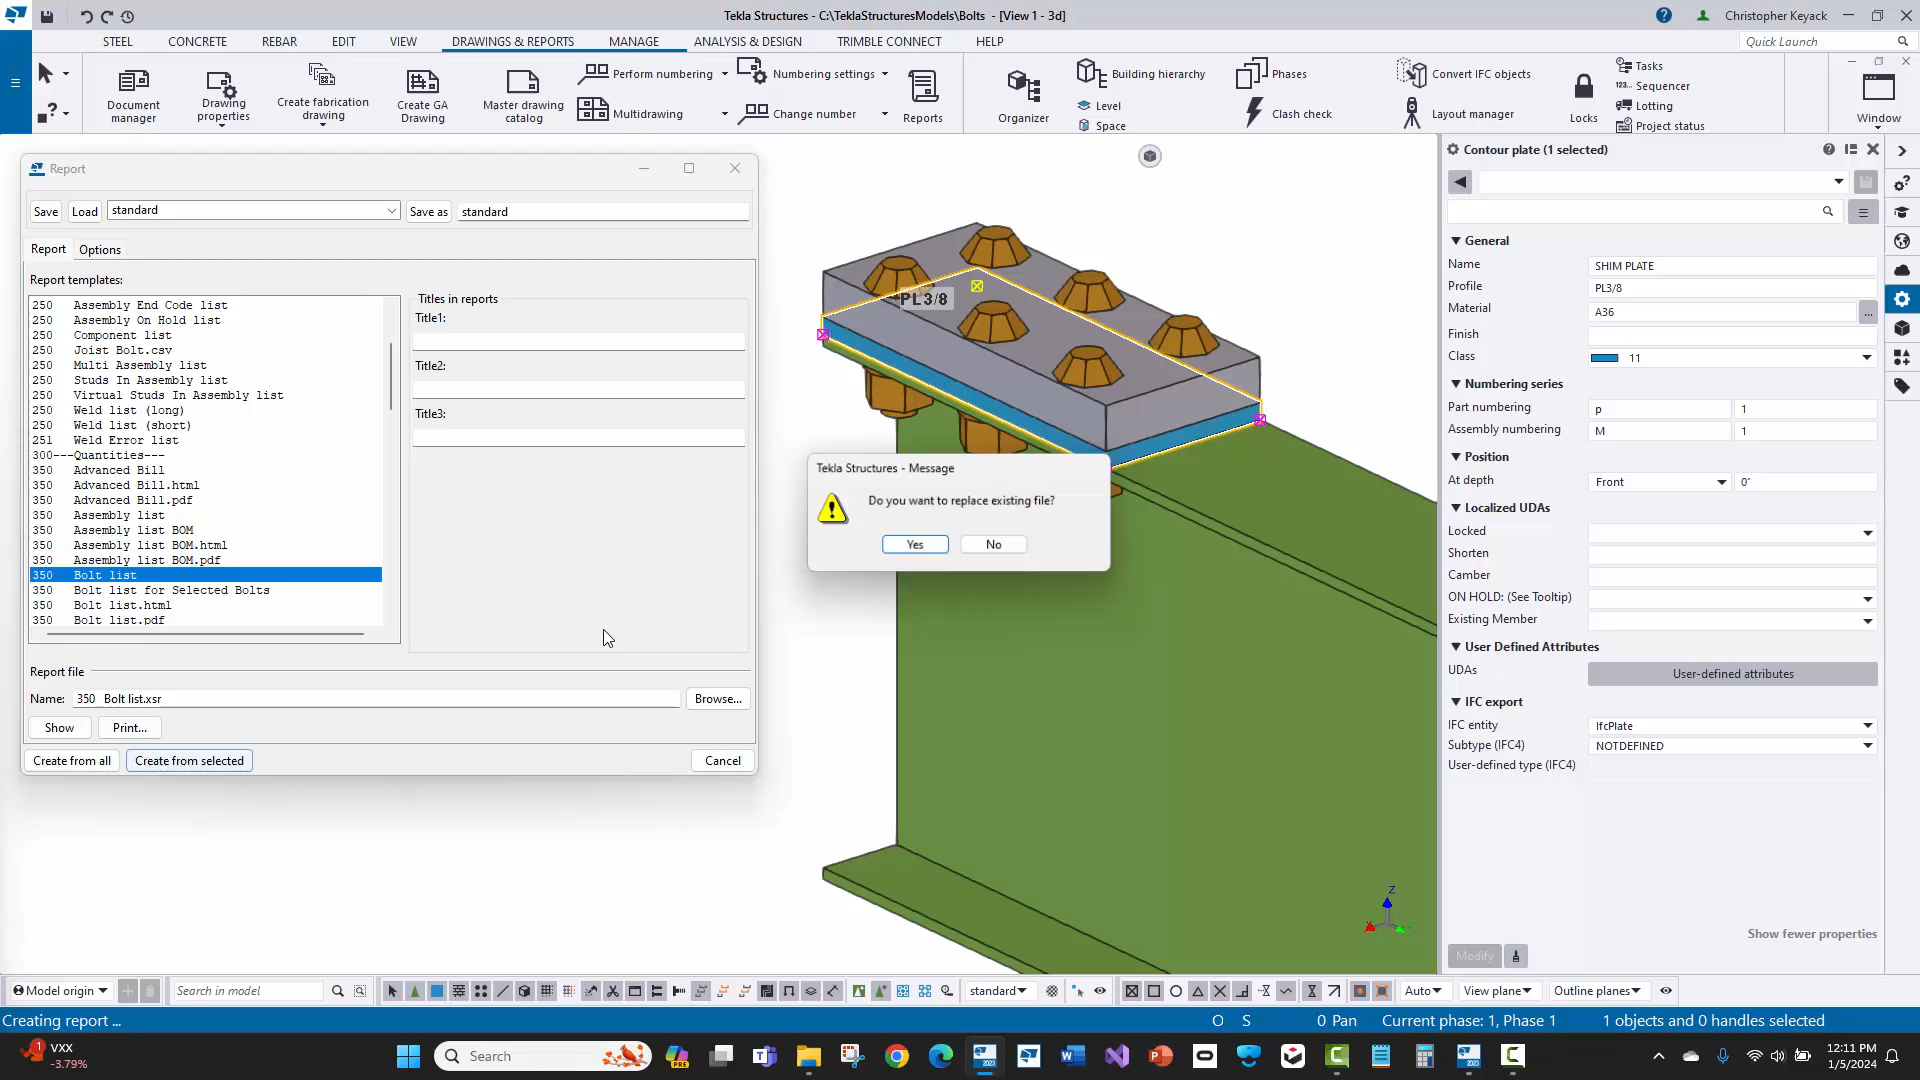 Tekla Structures - C:\TeklaStructuresModels\Bolts - [View 1 - 3d]
Christopher Keyack
STEEL CONCRETE REBAR EDIT VIEW DRAWINGS & REPORTS MANAGE ANALYSIS & DESIGN TRIMBLE CONNECT HELP
Quick Launch
Document manager
Drawing properties
Create fabrication drawing
Create GA Drawing
Master drawing catalog
Perform numbering
Multidrawing
Numbering settings
Change number
Reports
Organizer
Building hierarchy
Level
Space
Phases
Clash check
Convert IFC objects
Layout manager
Locks
Tasks
Sequencer
Lotting
Project status
Window
Report
Save Load standard Save as standard
Report Options
Report templates:
250 Assembly End Code list
250 Assembly On Hold list
250 Component list
250 Joist Bolt.csv
250 Multi Assembly list
250 Studs In Assembly list
250 Virtual Studs In Assembly list
250 Weld list (long)
250 Weld list (short)
251 Weld Error list
300---Quantities---
350 Advanced Bill
350 Advanced Bill.html
350 Advanced Bill.pdf
350 Assembly list
350 Assembly list BOM
350 Assembly list BOM.html
350 Assembly list BOM.pdf
350 Bolt list
350 Bolt list for Selected Bolts
350 Bolt list.html
350 Bolt list.pdf
Titles in reports
Title1:
Title2:
Title3:
Report file
Name: 350 Bolt list.xsr Browse...
Show Print...
Create from all Create from selected Cancel
PL3/8
Tekla Structures - Message
Do you want to replace existing file?
Yes No
Z
Contour plate (1 selected)
General
Name SHIM PLATE
Profile PL3/8
Material A36 ...
Finish
Class 11
Numbering series
Part numbering p 1
Assembly numbering M 1
Position
At depth Front 0"
Localized UDAs
Locked
Shorten
Camber
ON HOLD: (See Tooltip)
Existing Member
User Defined Attributes
UDAs User-defined attributes
IFC export
IFC entity IfcPlate
Subtype (IFC4) NOTDEFINED
User-defined type (IFC4)
Show fewer properties
Modify
Model origin Search in model standard Auto View plane Outline planes
Creating report ... O S 0 Pan Current phase: 1, Phase 1 1 objects and 0 handles selected
1 VXX
-3.79%
Search
12:11 PM
1/5/2024